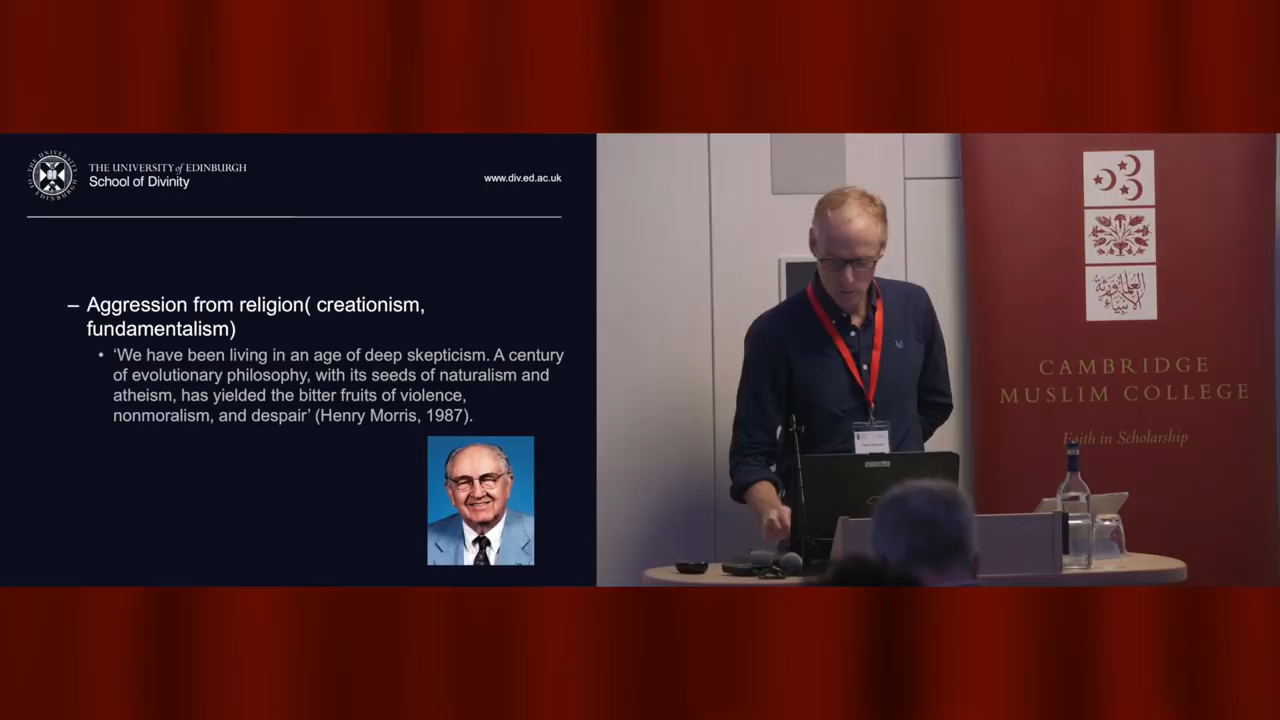 THE UNIVERSITY of EDINBURGH
School of Divinity
www.div.ed.ac.uk
– Aggression from religion( creationism,
fundamentalism)
• ‘We have been living in an age of deep skepticism. A century
of evolutionary philosophy, with its seeds of naturalism and
atheism, has yielded the bitter fruits of violence,
nonmoralism, and despair’ (Henry Morris, 1987).
CAMBRIDGE
MUSLIM COLLEGE
Faith in Scholarship
العلماء ورثة
الأنبياء